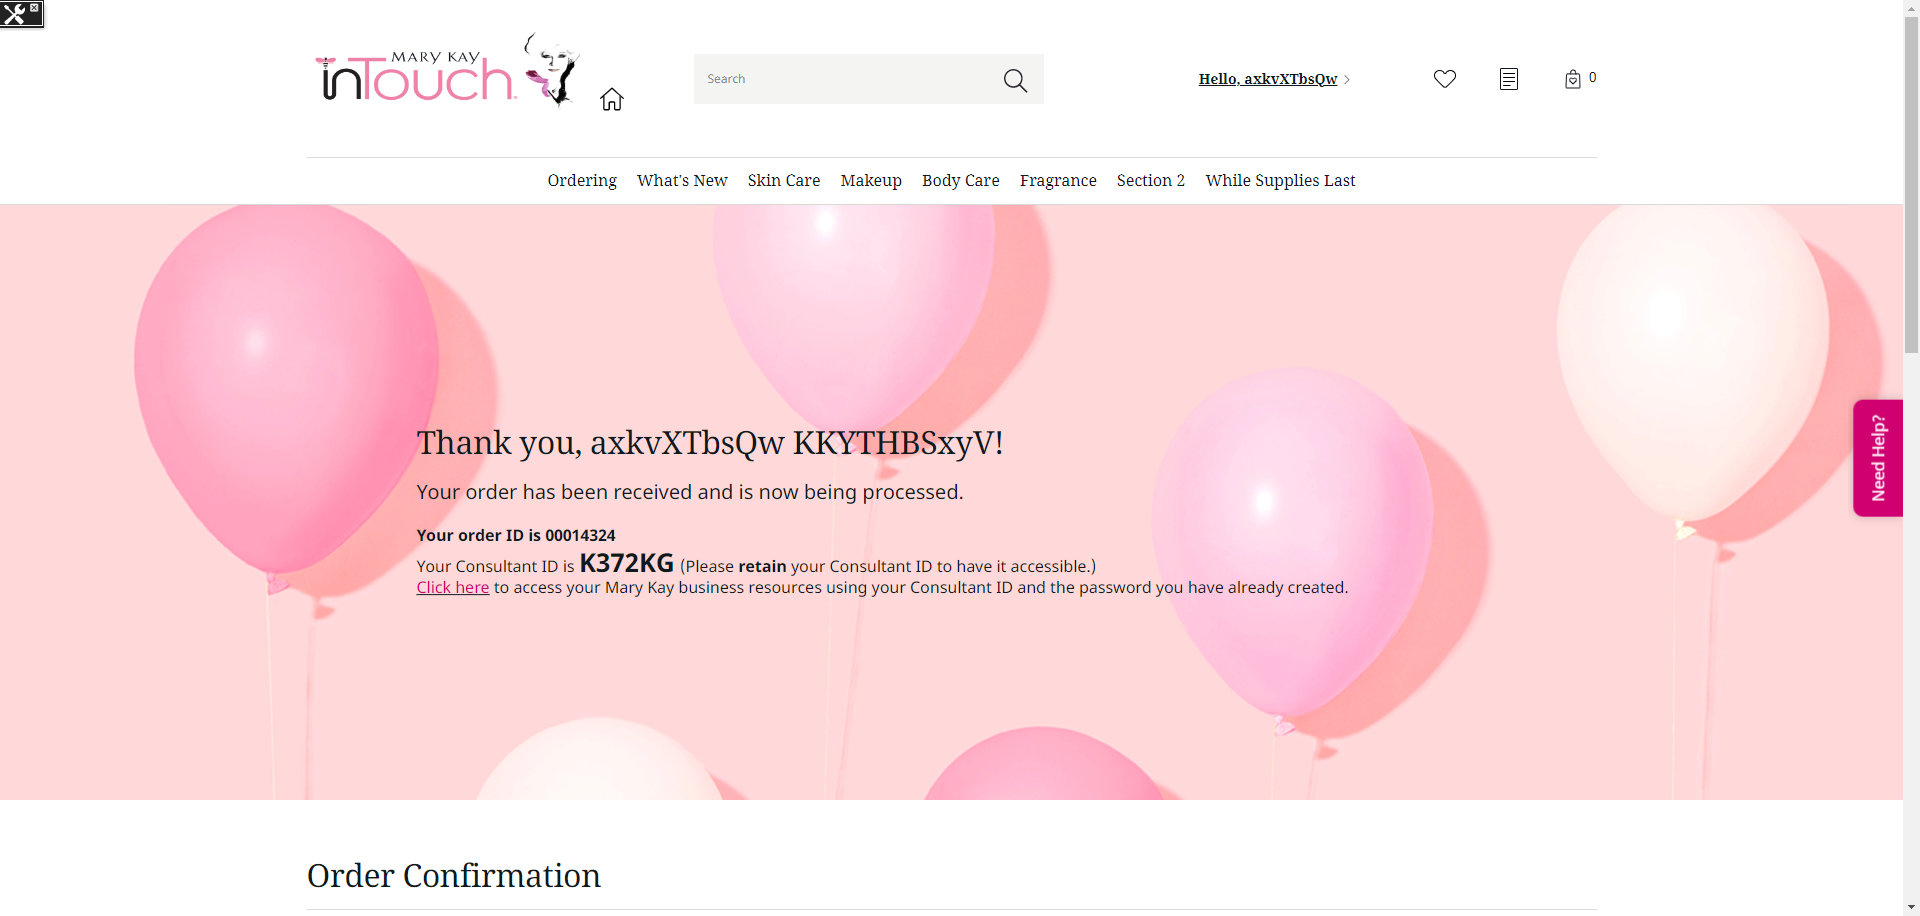 MARY KAY
inTouch.
Search
Hello, axkvXTbsQw
0
Ordering What's New Skin Care Makeup Body Care Fragrance Section 2 While Supplies Last
Thank you, axkvXTbsQw KKYTHBSxyV!
Your order has been received and is now being processed.
Your order ID is 00014324
Your Consultant ID is K372KG (Please retain your Consultant ID to have it accessible.)
Click here to access your Mary Kay business resources using your Consultant ID and the password you have already created.
Need Help?
Order Confirmation